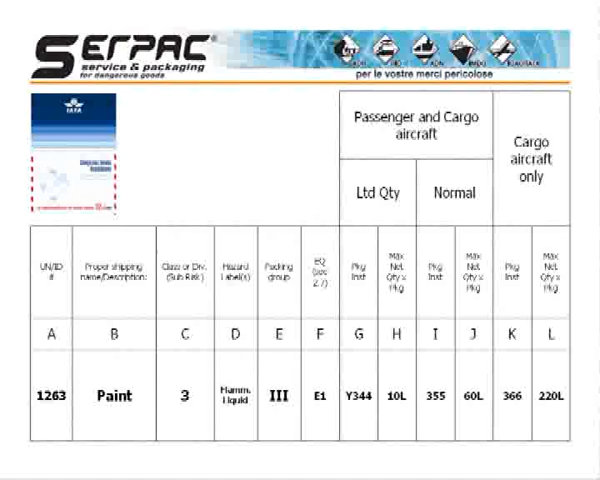 SERPAC
service & packaging
for dangerous goods
per le vostre merci pericolose
IATA
Passenger and Cargo
aircraft
Cargo
aircraft
only
Ltd Qty
Normal
UN/ID
#
Proper shipping
name/Description:
Class or Div.
(Sub Risk)
Hazard
Label(s)
Packing
group
EQ
(sec
2.7)
Pkg
Inst
Max
Net
Qty x
Pkg
Pkg
Inst
Max
Net
Qty x
Pkg
Pkg
Inst
Max
Net
Qty x
Pkg
A B C D E F G H I J K L
1263 Paint 3 Flamm. Liquid III E1 Y344 10L 355 60L 366 220L